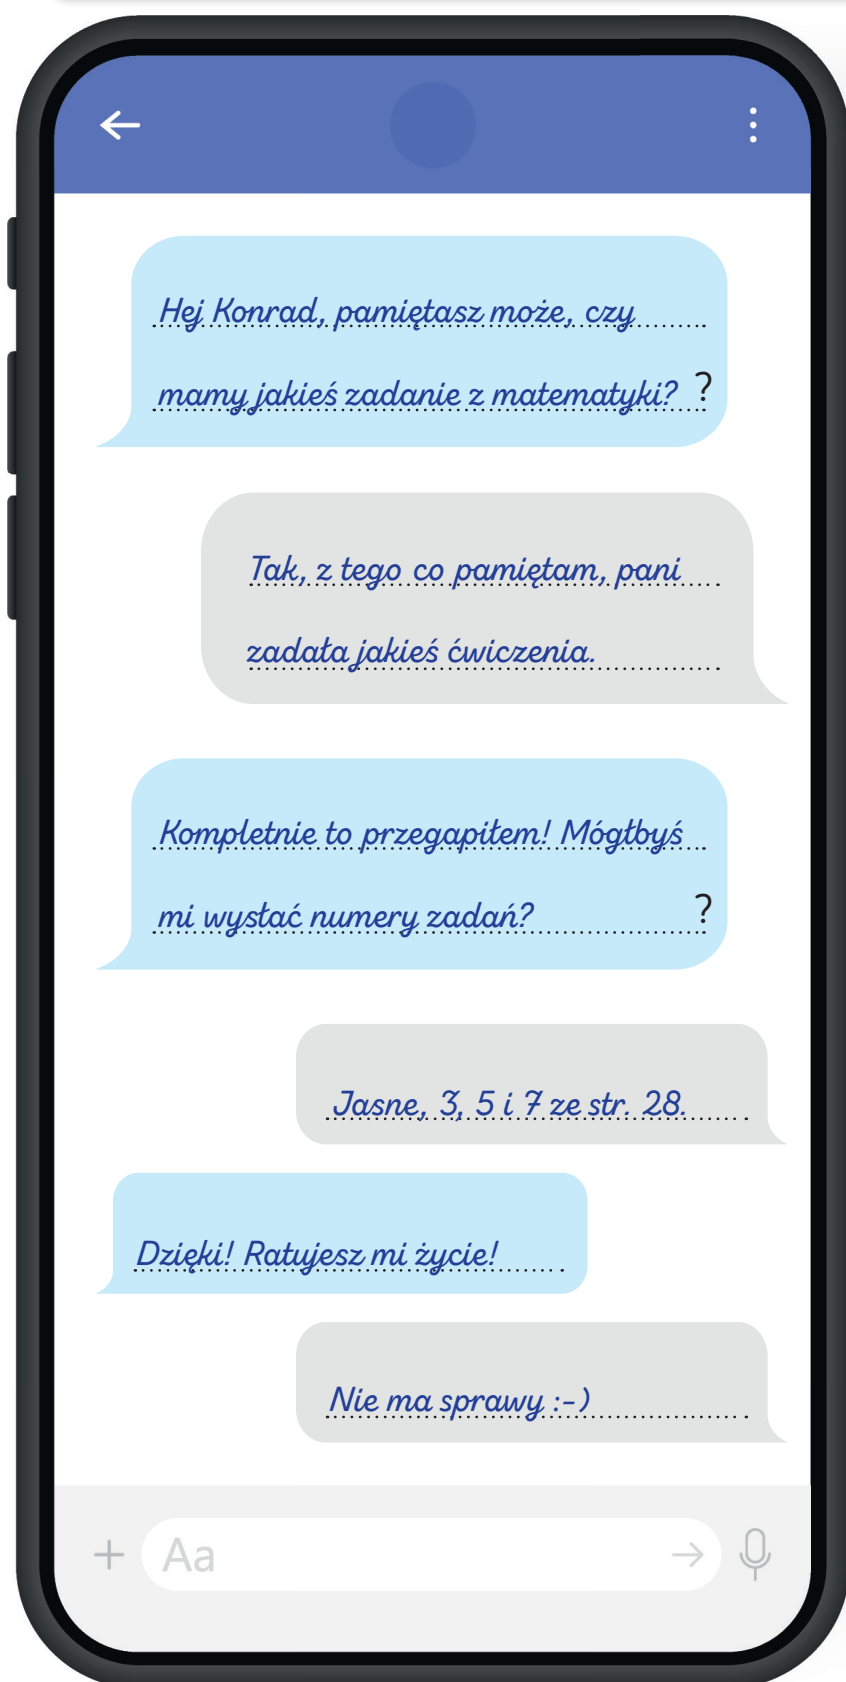 Hej Konrad, pamiętasz może, czy
mamy jakieś zadanie z matematyki? ?
Tak, z tego co pamiętam, pani
zadała jakieś ćwiczenia.
Kompletnie to przegapiłem! Mógłbyś
mi wysłać numery zadań? ?
Jasne, 3, 5 i 7 ze str. 28.
Dzięki! Ratujesz mi życie!
Nie ma sprawy :-)
Aa